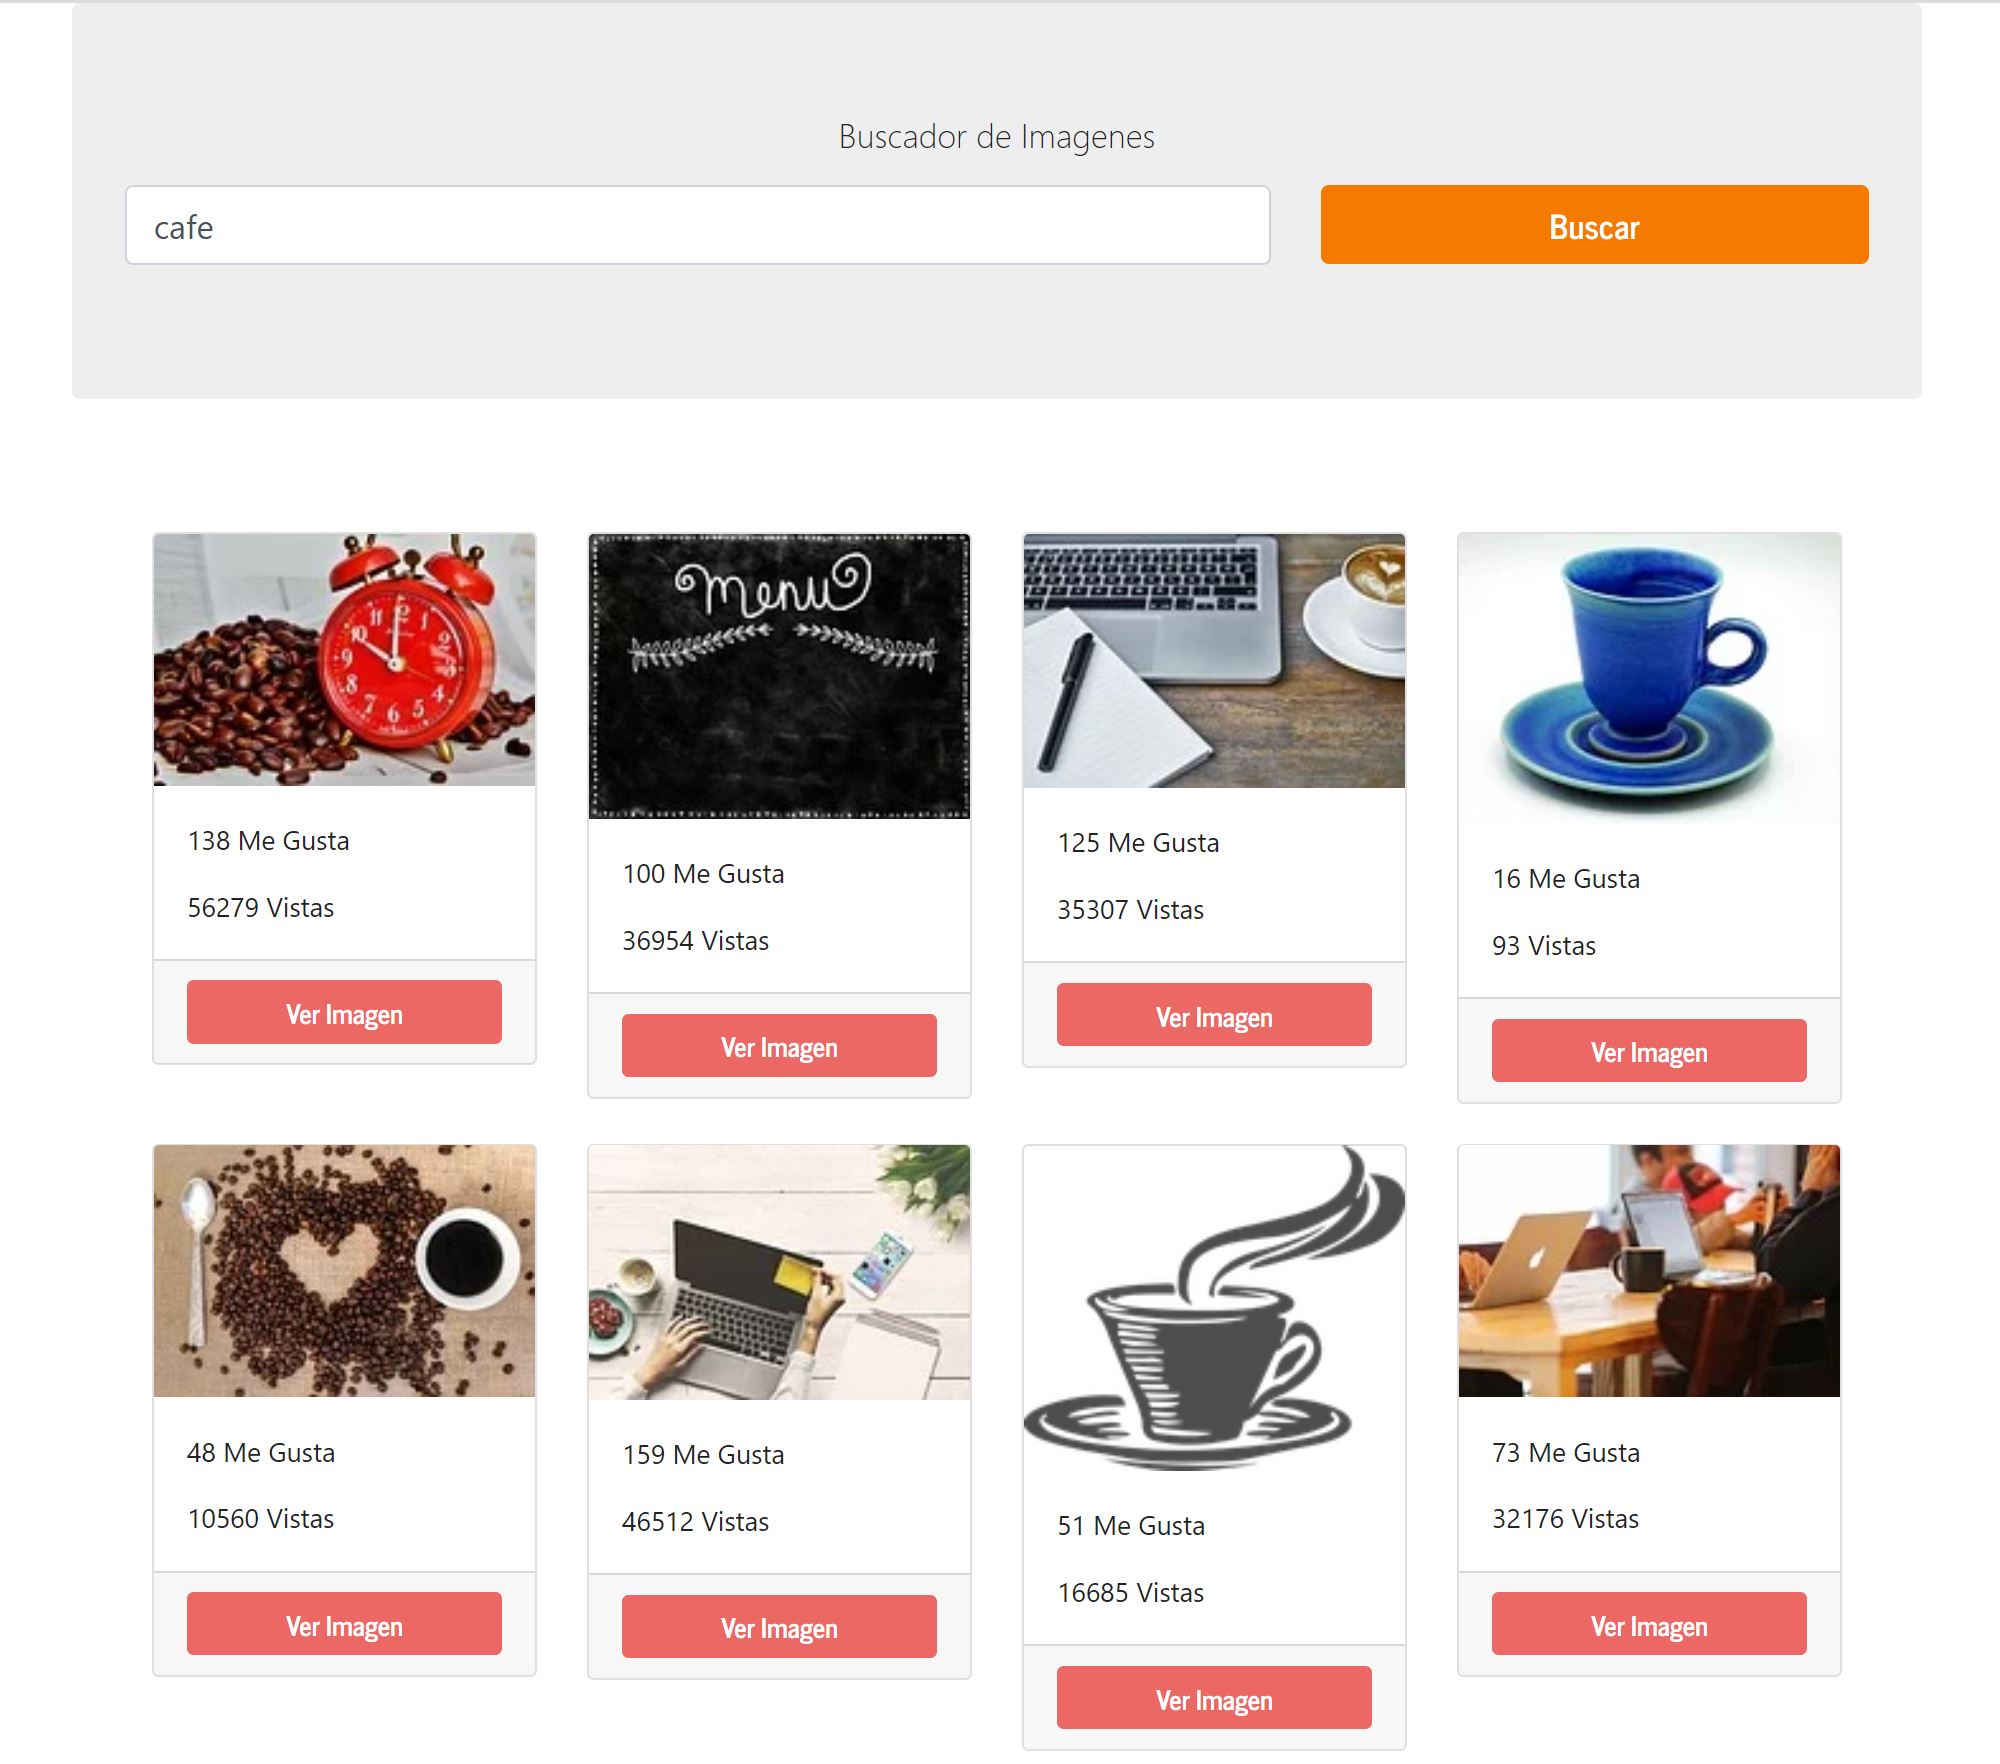 Buscador de Imagenes
cafe
Buscar
Menu
138 Me Gusta
56279 Vistas
Ver Imagen
100 Me Gusta
36954 Vistas
Ver Imagen
125 Me Gusta
35307 Vistas
Ver Imagen
16 Me Gusta
93 Vistas
Ver Imagen
48 Me Gusta
10560 Vistas
Ver Imagen
159 Me Gusta
46512 Vistas
Ver Imagen
51 Me Gusta
16685 Vistas
Ver Imagen
73 Me Gusta
32176 Vistas
Ver Imagen